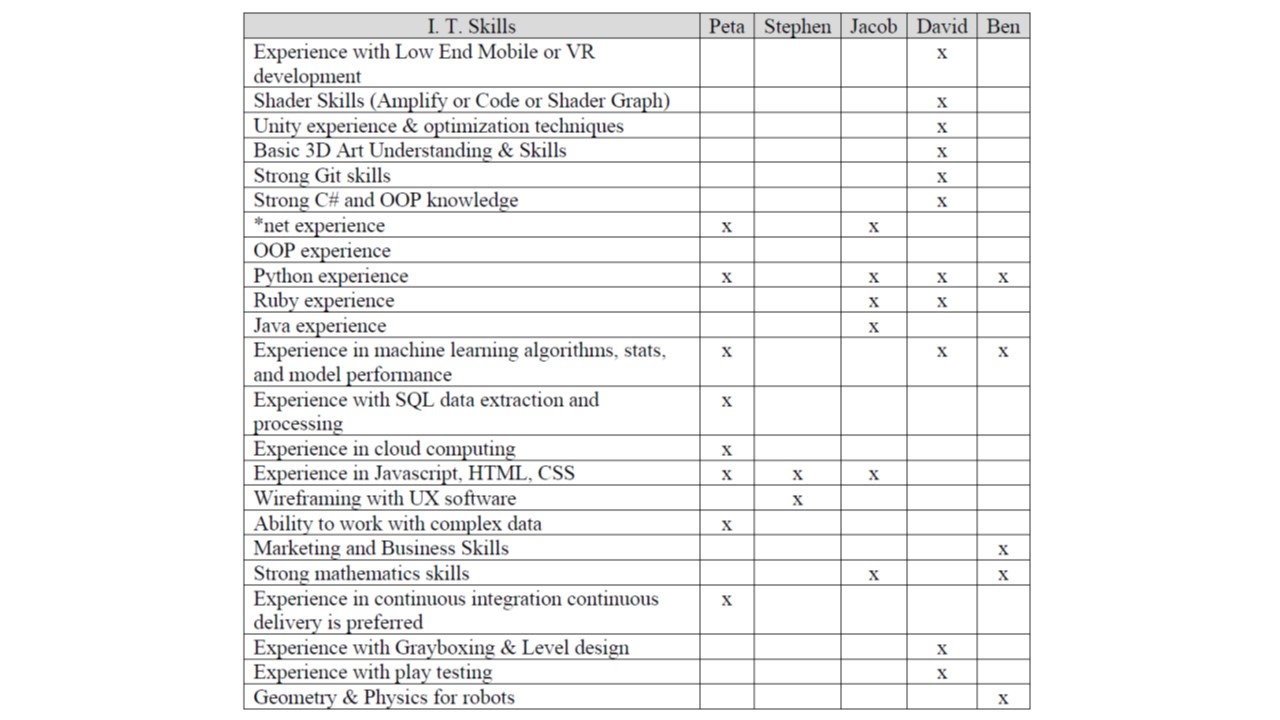 I. T. Skills Peta Stephen Jacob David Ben
Experience with Low End Mobile or VR x
development
Shader Skills (Amplify or Code or Shader Graph) x
Unity experience & optimization techniques x
Basic 3D Art Understanding & Skills x
Strong Git skills x
Strong C# and OOP knowledge x
*net experience x x
OOP experience
Python experience x x x x
Ruby experience x x
Java experience x
Experience in machine learning algorithms, stats, x x x
and model performance
Experience with SQL data extraction and x
processing
Experience in cloud computing x
Experience in Javascript, HTML, CSS x x x
Wireframing with UX software x
Ability to work with complex data x
Marketing and Business Skills x
Strong mathematics skills x x
Experience in continuous integration continuous x
delivery is preferred
Experience with Grayboxing & Level design x
Experience with play testing x
Geometry & Physics for robots x